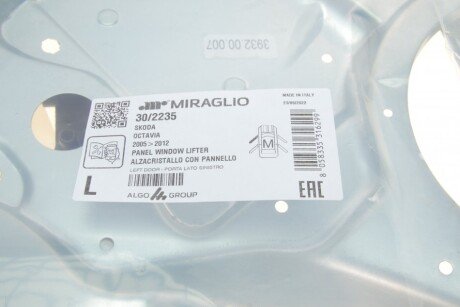 3932 00 007
MIRAGLIO
30/2235
SKODA
OCTAVIA
2005>2012
PANEL WINDOW LIFTER
ALZACRISTALLO CON PANNELLO
LEFT DOOR - PORTA LATO SINISTRO
L
ALGO GROUP
MADE IN ITALY
M
8058335316299
EAC